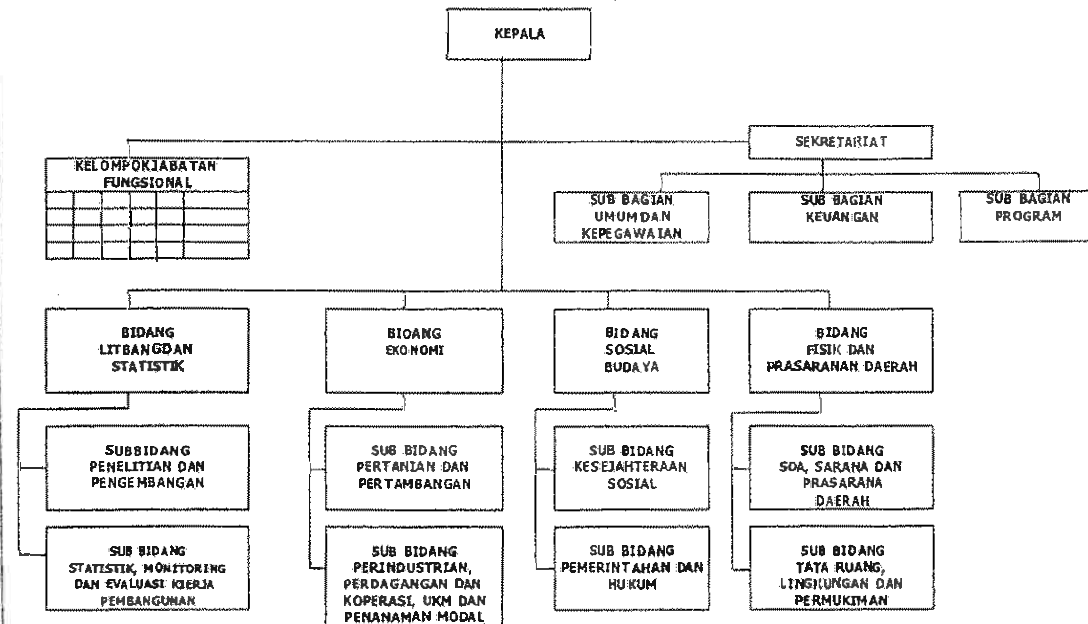 KEPALA
SEKRETARIAT
KELOMPOKJABATAN
FUNGSIONAL
SUB BAGIAN
UMUM DAN
KEPEGAWAIAN
SUB BAGIAN
KEUANGAN
SUB BAGIAN
PROGRAM
BIDANG
LITBANGDAN
STATISTIK
BIDANG
EKONOMI
BIDANG
SOSIAL
BUDAYA
BIDANG
FISIK DAN
PRASARANAN DAERAH
SUBBIDANG
PENELITIAN DAN
PENGEMBANGAN
SUB BIDANG
PERTANIAN DAN
PERTAMBANGAN
SUB BIDANG
KESEJAHTERAAN
SOSIAL
SUB BIDANG
SDA, SARANA DAN
PRASARANA
DAERAH
SUB BIDANG
STATISTIK, MONITORING
DAN EVALUASI KIERJA
PEMBANGUNAN
SUB BIDANG
PERINDUSTRIAN,
PERDAGANGAN DAN
KOPERASI, UKM DAN
PENANAMAN MODAL
SUB BIDANG
PEMERINTAHAN DAN
HUKUM
SUB BIDANG
TATA RUANG,
LINGKUNGAN DAN
PERMUKIMAN